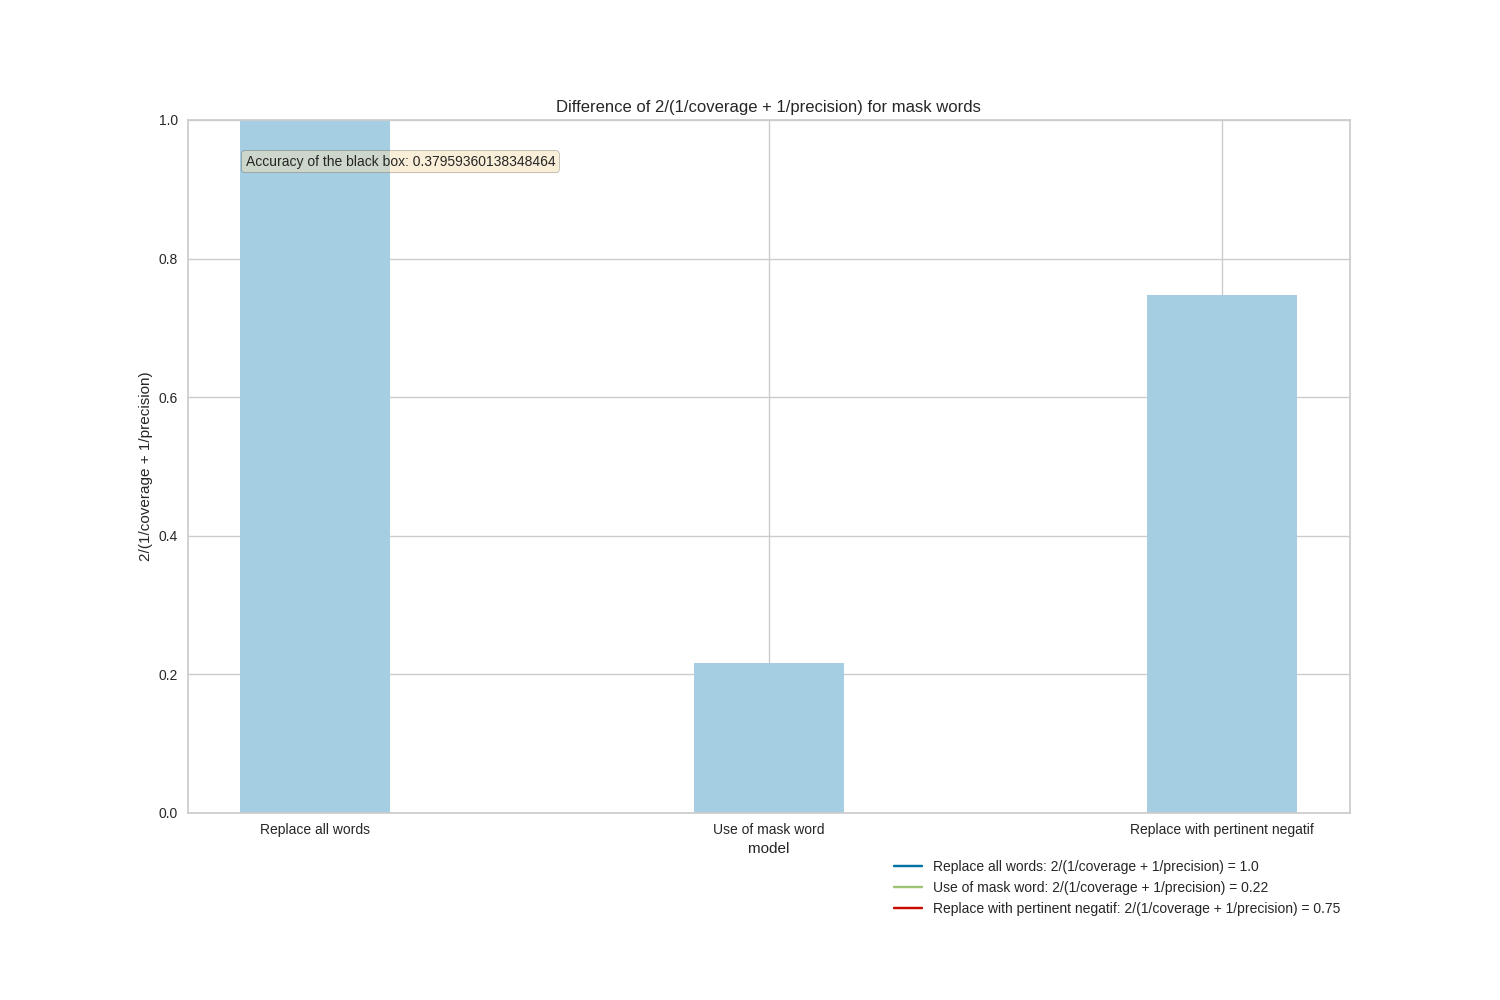 Difference of 2/(1/coverage + 1/precision) for mask words
1.0
Accuracy of the black box: 0.37959360138348464
0.8
0.6
0.4
0.2
0.0
2/(1/coverage + 1/precision)
Replace all words
Use of mask word
Replace with pertinent negatif
model
Replace all words: 2/(1/coverage + 1/precision) = 1.0
Use of mask word: 2/(1/coverage + 1/precision) = 0.22
Replace with pertinent negatif: 2/(1/coverage + 1/precision) = 0.75